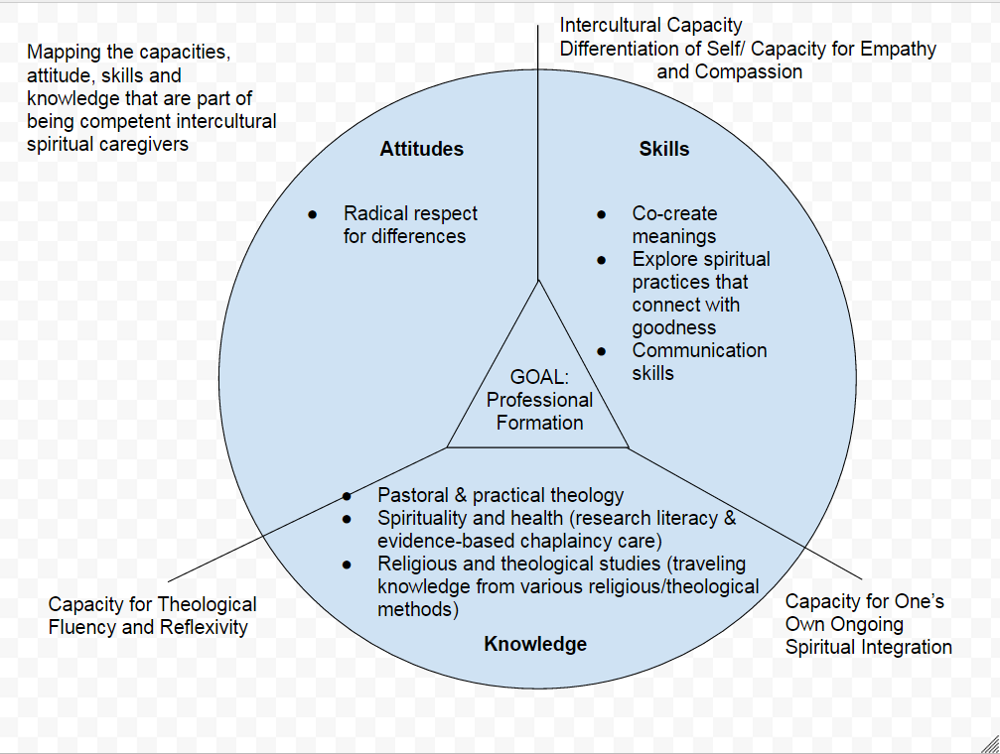 Mapping the capacities,
attitude, skills and
knowledge that are part of
being competent intercultural
spiritual caregivers
Intercultural Capacity
Differentiation of Self/ Capacity for Empathy
and Compassion
Attitudes
● Radical respect
for differences
Skills
● Co-create
meanings
● Explore spiritual
practices that
connect with
goodness
● Communication
skills
GOAL:
Professional
Formation
● Pastoral & practical theology
● Spirituality and health (research literacy &
evidence-based chaplaincy care)
● Religious and theological studies (traveling
knowledge from various religious/theological
methods)
Knowledge
Capacity for Theological
Fluency and Reflexivity
Capacity for One’s
Own Ongoing
Spiritual Integration